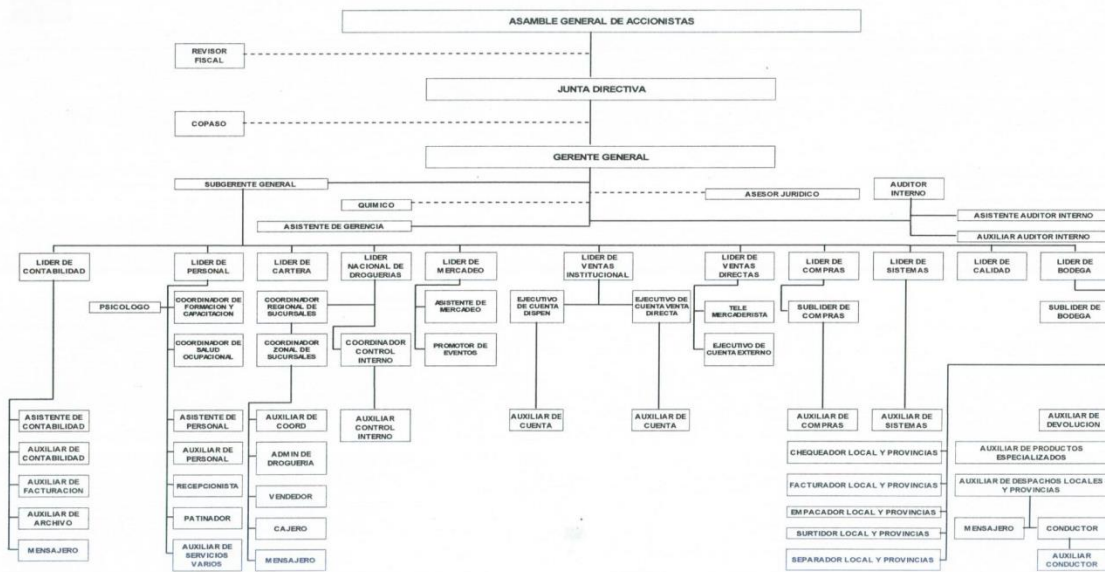 ASAMBLE GENERAL DE ACCIONISTAS
REVISOR
FISCAL
JUNTA DIRECTIVA
COPASO
GERENTE GENERAL
SUBGERENTE GENERAL
ASESOR JURIDICO
AUDITOR
INTERNO
QUIMICO
ASISTENTE DE GERENCIA
ASISTENTE AUDITOR INTERNO
AUXILIAR AUDITOR INTERNO
LIDER DE
CONTABILIDAD
LIDER DE
PERSONAL
LIDER DE
CARTERA
LIDER
NACIONAL DE
DROGUERIAS
LIDER DE
MERCADEO
LIDER DE
VENTAS
INSTITUCIONAL
LIDER DE
VENTAS
DIRECTAS
LIDER DE
COMPRAS
LIDER DE
SISTEMAS
LIDER DE
CALIDAD
LIDER DE
BODEGA
PSICOLOGO
COORDINADOR DE
FORMACION Y
CAPACITACION
COORDINADOR
REGIONAL DE
SUCURSALES
ASISTENTE DE
MERCADEO
EJECUTIVO
DE CUENTA
DISPEN
EJECUTIVO DE
CUENTA VENTA
DIRECTA
TELE
MERCADERISTA
SUBLIDER DE
COMPRAS
SUBLIDER DE
BODEGA
COORDINADOR
DE SALUD
OCUPACIONAL
COORDINADOR
ZONAL DE
SUCURSALES
COORDINADOR
CONTROL
INTERNO
PROMOTOR DE
EVENTOS
EJECUTIVO DE
CUENTA EXTERNO
ASISTENTE DE
CONTABILIDAD
ASISTENTE DE
PERSONAL
AUXILIAR DE
COORD
AUXILIAR
CONTROL
INTERNO
AUXILIAR DE
CUENTA
AUXILIAR DE
CUENTA
AUXILIAR DE
COMPRAS
AUXILIAR DE
SISTEMAS
AUXILIAR DE
DEVOLUCION
AUXILIAR DE
CONTABILIDAD
AUXILIAR DE
PERSONAL
ADMIN DE
DROGUERIA
CHEQUEADOR LOCAL Y PROVINCIAS
AUXILIAR DE PRODUCTOS
ESPECIALIZADOS
AUXILIAR DE
FACTURACION
RECEPCIONISTA
VENDEDOR
FACTURADOR LOCAL Y PROVINCIAS
AUXILIAR DE DESPACHOS LOCALES
Y PROVINCIAS
AUXILIAR DE
ARCHIVO
PATINADOR
CAJERO
EMPACADOR LOCAL Y PROVINCIAS
SURTIDOR LOCAL Y PROVINCIAS
MENSAJERO
CONDUCTOR
MENSAJERO
AUXILIAR DE
SERVICIOS
VARIOS
MENSAJERO
SEPARADOR LOCAL Y PROVINCIAS
AUXILIAR
CONDUCTOR